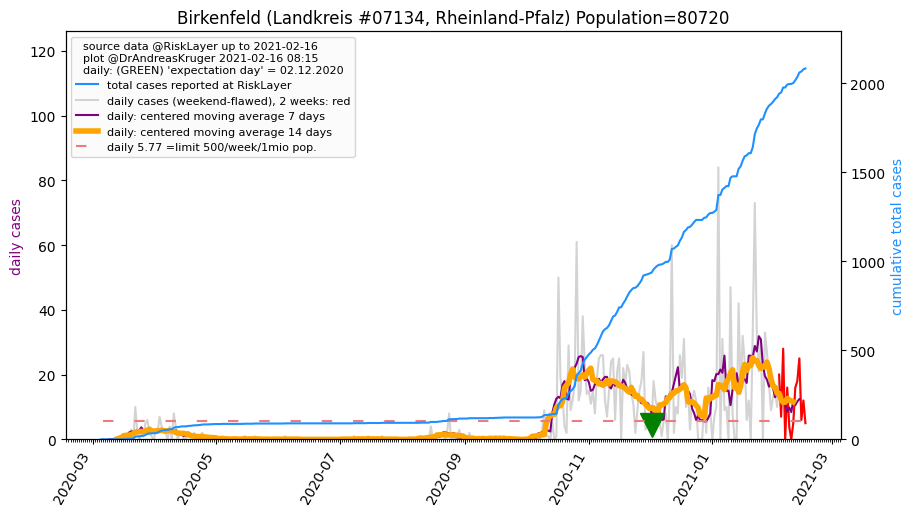 Birkenfeld (Landkreis #07134, Rheinland-Pfalz) Population=80720
source data @RiskLayer up to 2021-02-16
plot @DrAndreasKruger 2021-02-16 08:15
daily: (GREEN) 'expectation day' = 02.12.2020
total cases reported at RiskLayer
daily cases (weekend-flawed), 2 weeks: red
daily: centered moving average 7 days
daily: centered moving average 14 days
daily 5.77 =limit 500/week/1mio pop.
daily cases
120
100
80
60
40
20
0
cumulative total cases
2000
1500
1000
500
0
2020-03
2020-05
2020-07
2020-09
2020-11
2021-01
2021-03